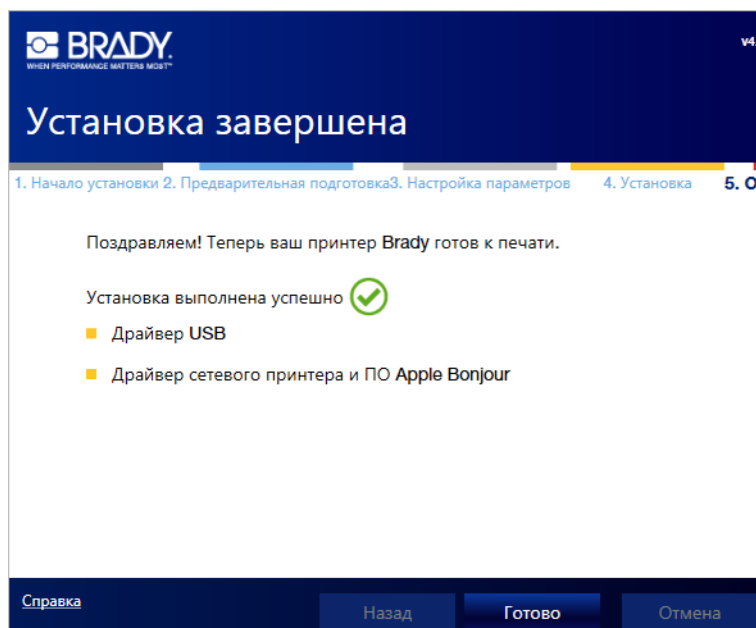 BRADY.
WHEN PERFORMANCE MATTERS MOST™
v4.
Установка завершена
1. Начало установки 2. Предварительная подготовка3. Настройка параметров 4. Установка 5. О
Поздравляем! Теперь ваш принтер Brady готов к печати.
Установка выполнена успешно
Драйвер USB
Драйвер сетевого принтера и ПО Apple Bonjour
Справка
Назад Готово Отмена